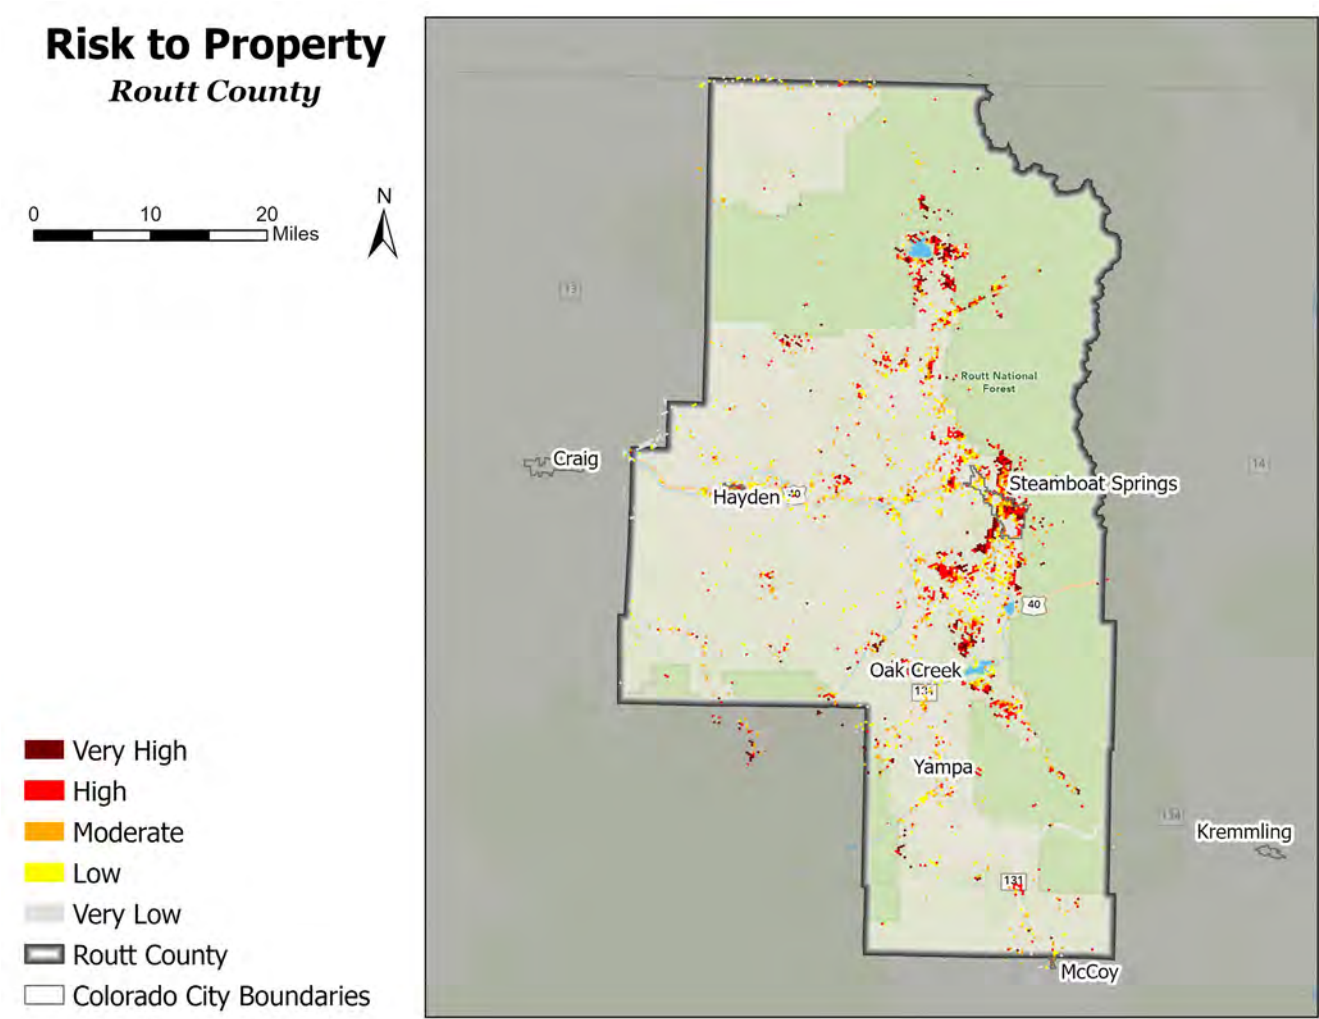 Risk to Property
Routt County
N
0 10 20
Miles
13
Routt National
Forest
Craig
14
Steamboat Springs
Hayden
40
40
Oak Creek
131
Very High
Yampa
High
Moderate
134
Kremmling
Low
131
Very Low
Routt County
McCoy
Colorado City Boundaries